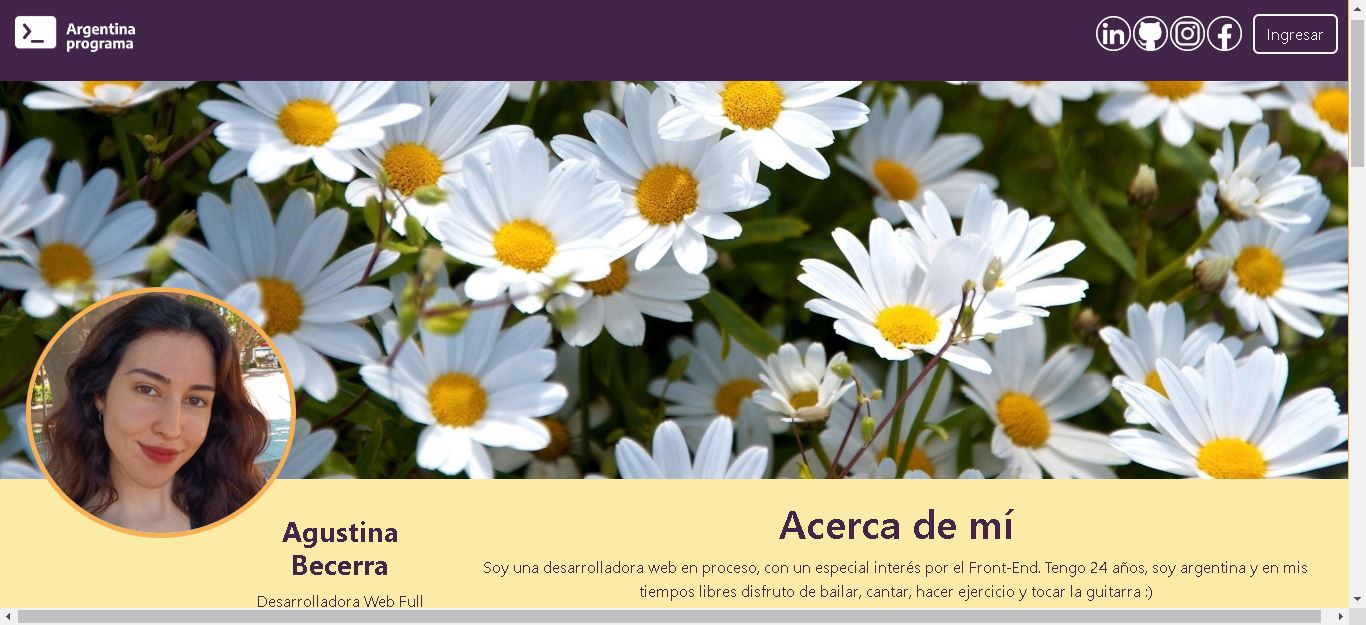 Argentina
programa
Ingresar
Agustina
Becerra
Desarrolladora Web Full
Acerca de mí
Soy una desarrolladora web en proceso, con un especial interés por el Front-End. Tengo 24 años, soy argentina y en mis
tiempos libres disfruto de bailar, cantar, hacer ejercicio y tocar la guitarra :)